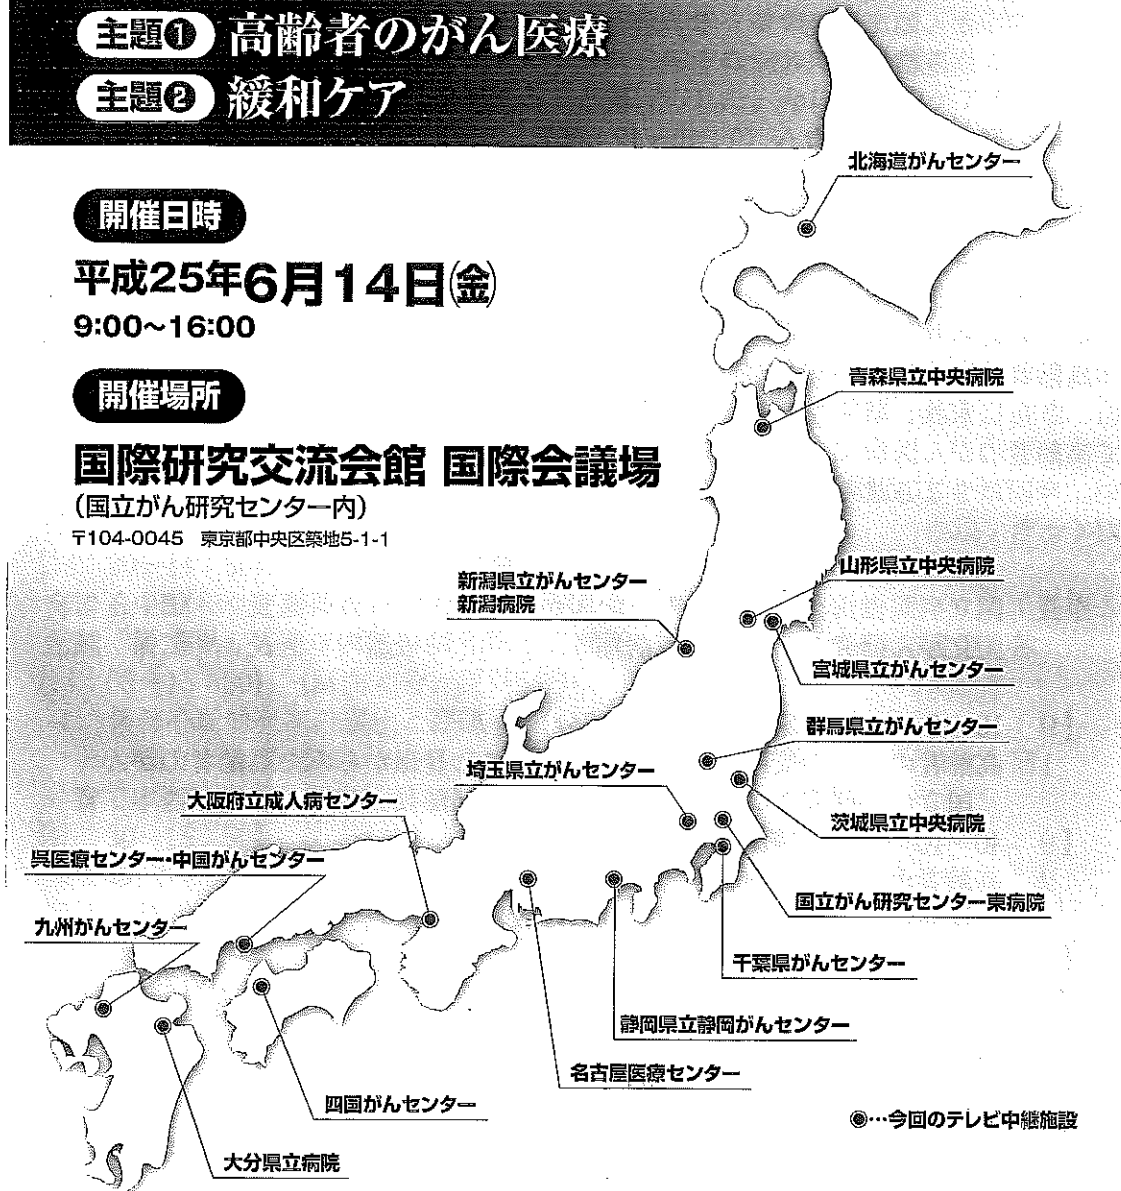 主題❶ 高齢者のがん医療
主題❷ 緩和ケア
開催日時
平成25年6月14日(金)
9:00~16:00
開催場所
国際研究交流会館 国際会議場
(国立がん研究センター内)
〒104-0045 東京都中央区築地5-1-1
北海道がんセンター
青森県立中央病院
山形県立中央病院
新潟県立がんセンター
新潟病院
宮城県立がんセンター
群馬県立がんセンター
埼玉県立がんセンター
大阪府立成人病センター
茨城県立中央病院
呉医療センター・中国がんセンター
国立がん研究センター東病院
九州がんセンター
千葉県がんセンター
静岡県立静岡がんセンター
名古屋医療センター
四国がんセンター
◉…今回のテレビ中継施設
大分県立病院